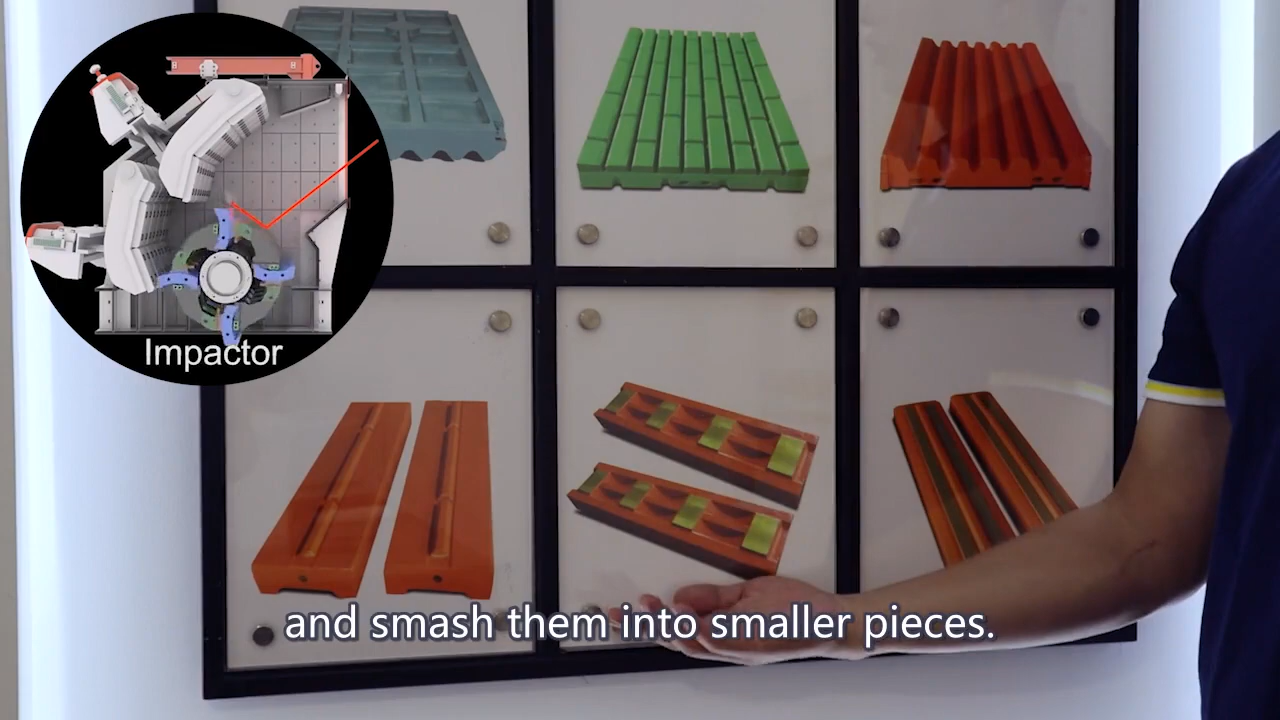 Impactor
and smash them into smaller pieces.